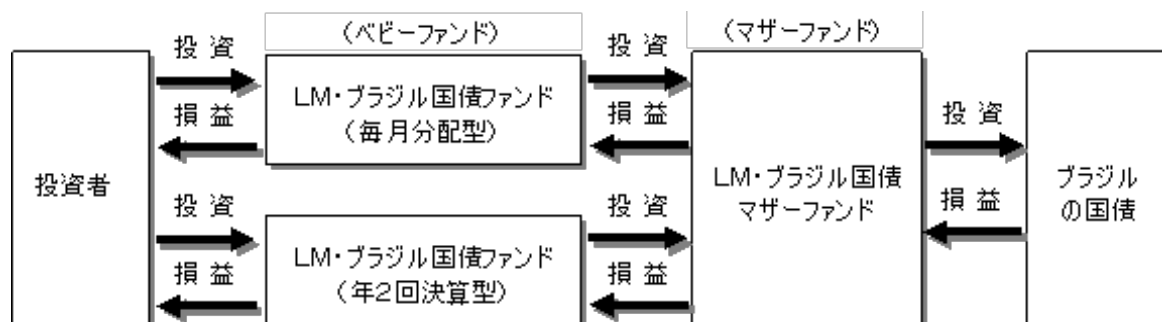 (ベビーファンド)
(マザーファンド)
投資
損益
投資
損益
投資
損益
投資者
LM・ブラジル国債ファンド
(毎月分配型)
LM・ブラジル国債
マザーファンド
ブラジル
の国債
投資
損益
投資
損益
LM・ブラジル国債ファンド
(年2回決算型)